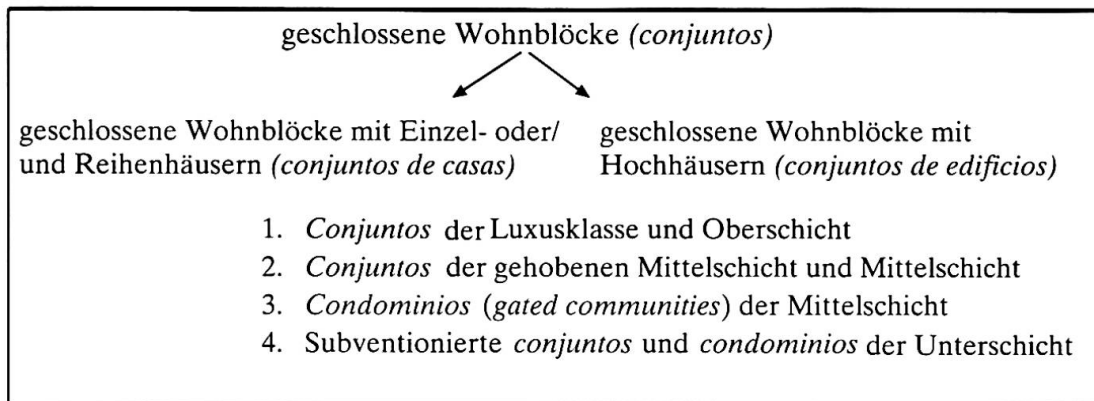 geschlossene Wohnblöcke (conjuntos)
geschlossene Wohnblöcke mit Einzel- oder/
und Reihenhäusern (conjuntos de casas)
geschlossene Wohnblöcke mit
Hochhäusern (conjuntos de edificios)
1. Conjuntos der Luxusklasse und Oberschicht
2. Conjuntos der gehobenen Mittelschicht und Mittelschicht
3. Condominios (gated communities) der Mittelschicht
4. Subventionierte conjuntos und condominios der Unterschicht